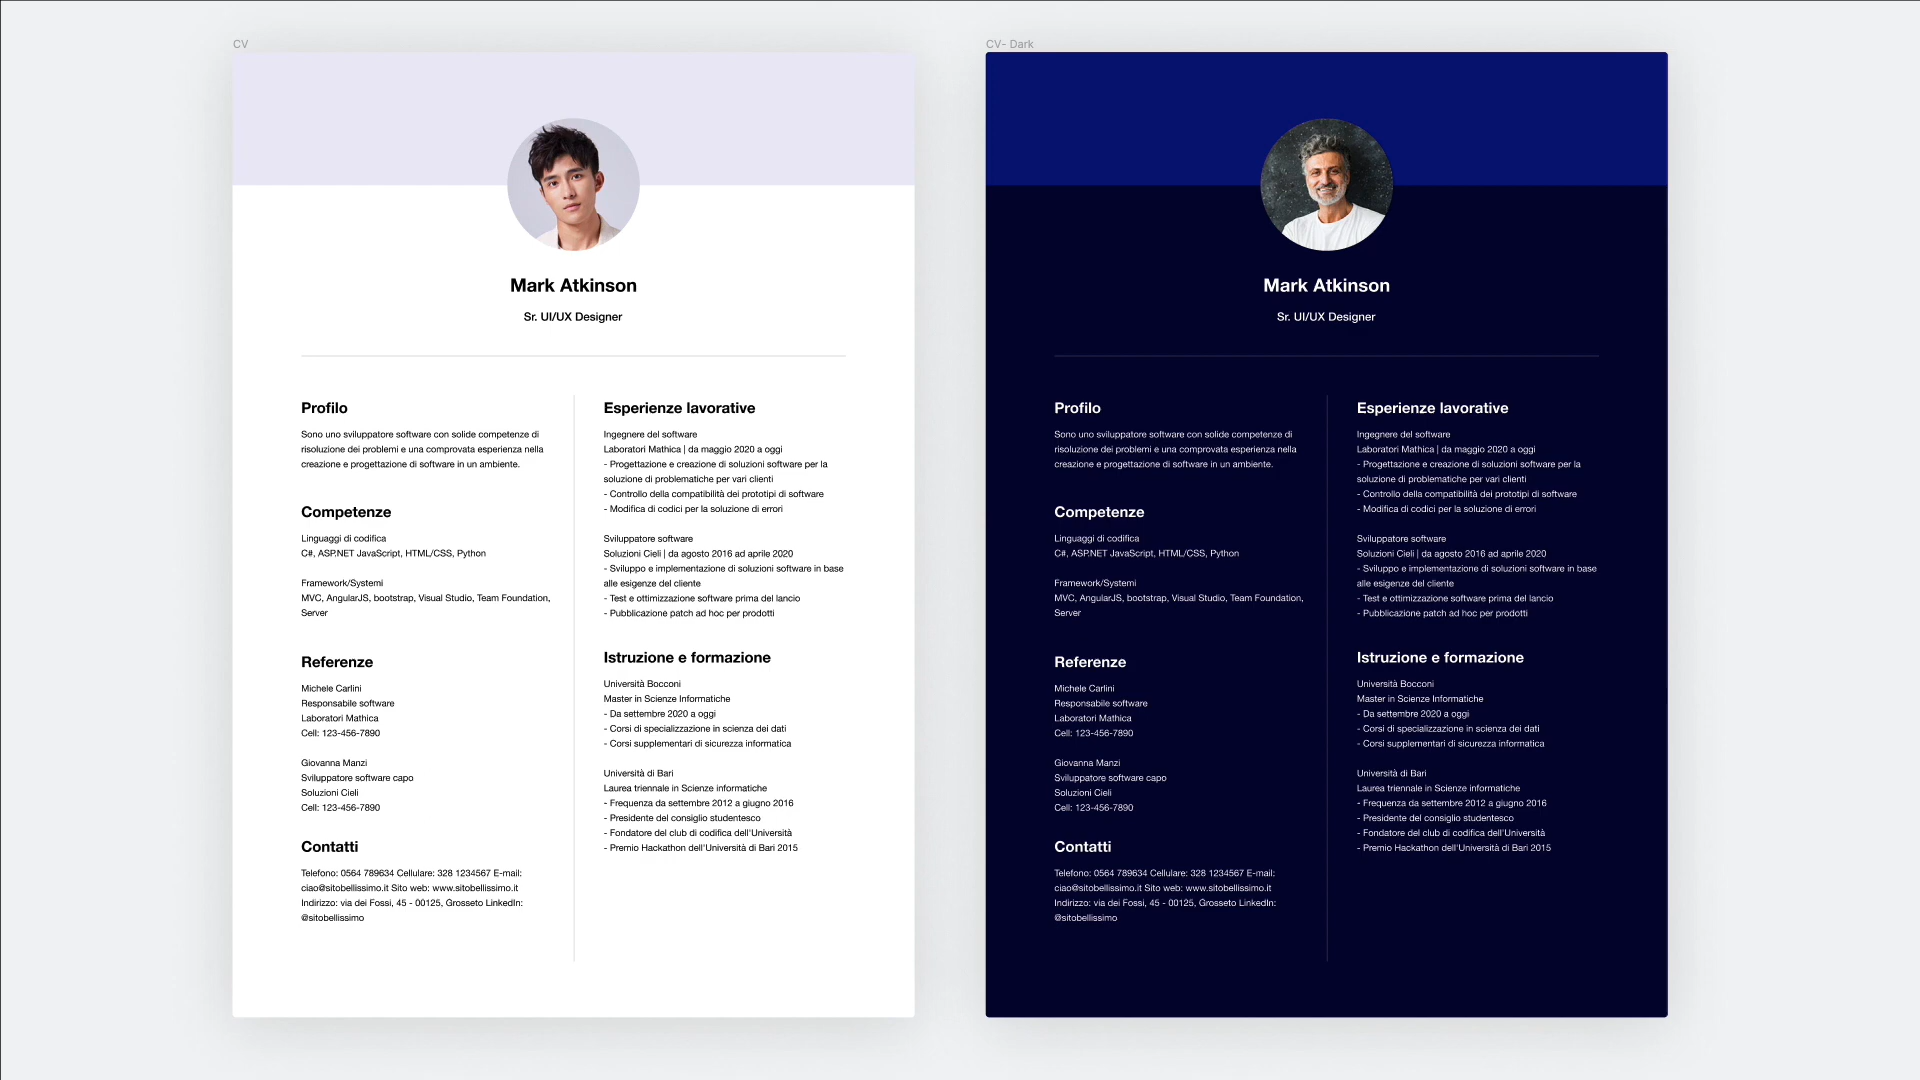 CV
Mark Atkinson
Sr. UI/UX Designer
Profilo
Sono uno sviluppatore software con solide competenze di
risoluzione dei problemi e una comprovata esperienza nella
creazione e progettazione di software in un ambiente.
Competenze
Linguaggi di codifica
C#, ASP.NET JavaScript, HTML/CSS, Python
Framework/Systemi
MVC, AngularJS, bootstrap, Visual Studio, Team Foundation,
Server
Referenze
Michele Carlini
Responsabile software
Laboratori Mathica
Cell: 123-456-7890
Giovanna Manzi
Sviluppatore software capo
Soluzioni Cieli
Cell: 123-456-7890
Contatti
Telefono: 0564 789634 Cellulare: 328 1234567 E-mail:
ciao@sitobellissimo.it Sito web: www.sitobellissimo.it
Indirizzo: via dei Fossi, 45 - 00125, Grosseto LinkedIn:
@sitobellissimo
Esperienze lavorative
Ingegnere del software
Laboratori Mathica | da maggio 2020 a oggi
- Progettazione e creazione di soluzioni software per la
soluzione di problematiche per vari clienti
- Controllo della compatibilità dei prototipi di software
- Modifica di codici per la soluzione di errori
Sviluppatore software
Soluzioni Cieli | da agosto 2016 ad aprile 2020
- Sviluppo e implementazione di soluzioni software in base
alle esigenze del cliente
- Test e ottimizzazione software prima del lancio
- Pubblicazione patch ad hoc per prodotti
Istruzione e formazione
Università Bocconi
Master in Scienze Informatiche
- Da settembre 2020 a oggi
- Corsi di specializzazione in scienza dei dati
- Corsi supplementari di sicurezza informatica
Università di Bari
Laurea triennale in Scienze informatiche
- Frequenza da settembre 2012 a giugno 2016
- Presidente del consiglio studentesco
- Fondatore del club di codifica dell'Università
- Premio Hackathon dell'Università di Bari 2015
CV- Dark
Mark Atkinson
Sr. UI/UX Designer
Profilo
Sono uno sviluppatore software con solide competenze di
risoluzione dei problemi e una comprovata esperienza nella
creazione e progettazione di software in un ambiente.
Competenze
Linguaggi di codifica
C#, ASP.NET JavaScript, HTML/CSS, Python
Framework/Systemi
MVC, AngularJS, bootstrap, Visual Studio, Team Foundation,
Server
Referenze
Michele Carlini
Responsabile software
Laboratori Mathica
Cell: 123-456-7890
Giovanna Manzi
Sviluppatore software capo
Soluzioni Cieli
Cell: 123-456-7890
Contatti
Telefono: 0564 789634 Cellulare: 328 1234567 E-mail:
ciao@sitobellissimo.it Sito web: www.sitobellissimo.it
Indirizzo: via dei Fossi, 45 - 00125, Grosseto LinkedIn:
@sitobellissimo
Esperienze lavorative
Ingegnere del software
Laboratori Mathica | da maggio 2020 a oggi
- Progettazione e creazione di soluzioni software per la
soluzione di problematiche per vari clienti
- Controllo della compatibilità dei prototipi di software
- Modifica di codici per la soluzione di errori
Sviluppatore software
Soluzioni Cieli | da agosto 2016 ad aprile 2020
- Sviluppo e implementazione di soluzioni software in base
alle esigenze del cliente
- Test e ottimizzazione software prima del lancio
- Pubblicazione patch ad hoc per prodotti
Istruzione e formazione
Università Bocconi
Master in Scienze Informatiche
- Da settembre 2020 a oggi
- Corsi di specializzazione in scienza dei dati
- Corsi supplementari di sicurezza informatica
Università di Bari
Laurea triennale in Scienze informatiche
- Frequenza da settembre 2012 a giugno 2016
- Presidente del consiglio studentesco
- Fondatore del club di codifica dell'Università
- Premio Hackathon dell'Università di Bari 2015